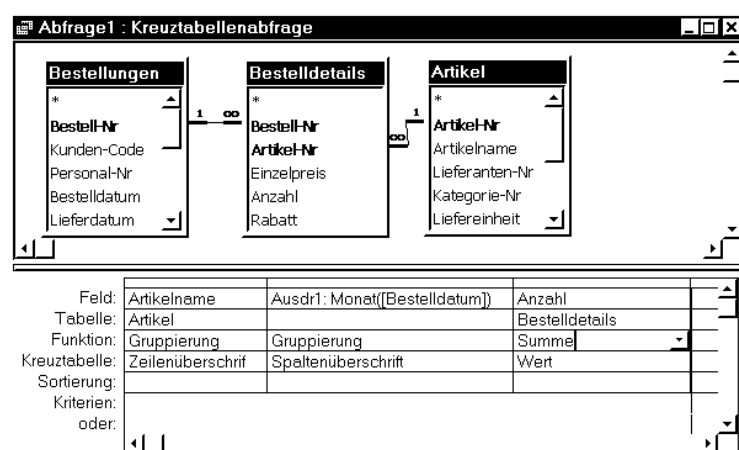 Abfrage1 : Kreuztabellenabfrage
Bestellungen
*
Bestell-Nr
Kunden-Code
Personal-Nr
Bestelldatum
Lieferdatum
1 ∞
Bestelldetails
*
Bestell-Nr
Artikel-Nr
Einzelpreis
Anzahl
Rabatt
∞ 1
Artikel
*
Artikel-Nr
Artikelname
Lieferanten-Nr
Kategorie-Nr
Liefereinheit
Feld: Artikelname Ausdr1: Monat([Bestelldatum]) Anzahl
Tabelle: Artikel Bestelldetails
Funktion: Gruppierung Gruppierung Summe
Kreuztabelle: Zeilenüberschrif Spaltenüberschrift Wert
Sortierung:
Kriterien:
oder: